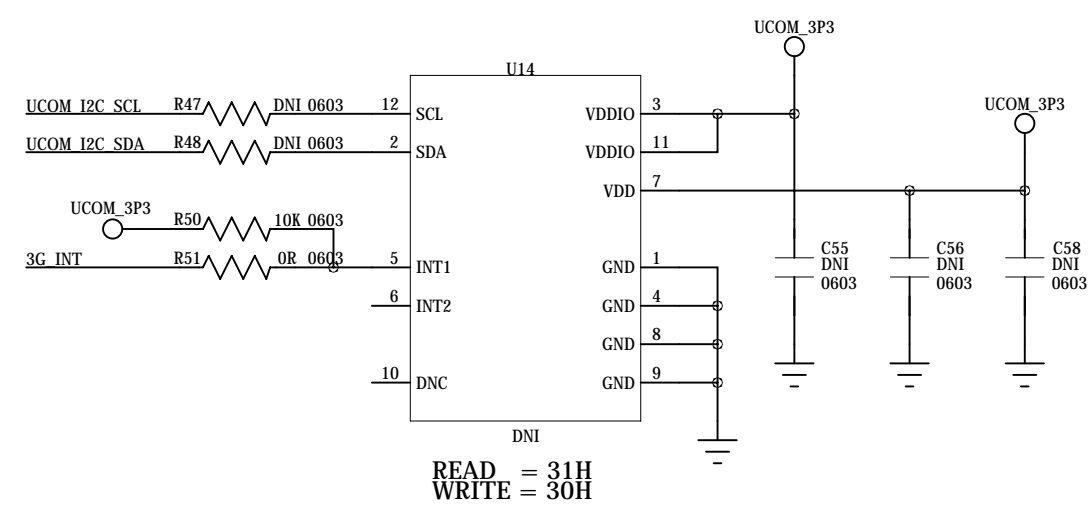 UCOM_3P3
U14
UCOM_I2C_SCL R47 DNI 0603 12 SCL VDDIO 3
UCOM_3P3
UCOM_I2C_SDA R48 DNI 0603 2 SDA VDDIO 11
VDD 7
UCOM_3P3 R50 10K 0603
3G_INT R51 0R 0603 5 INT1 GND 1
C55 DNI 0603
C56 DNI 0603
C58 DNI 0603
6 INT2 GND 4
GND 8
10 DNC GND 9
DNI
READ = 31H
WRITE = 30H